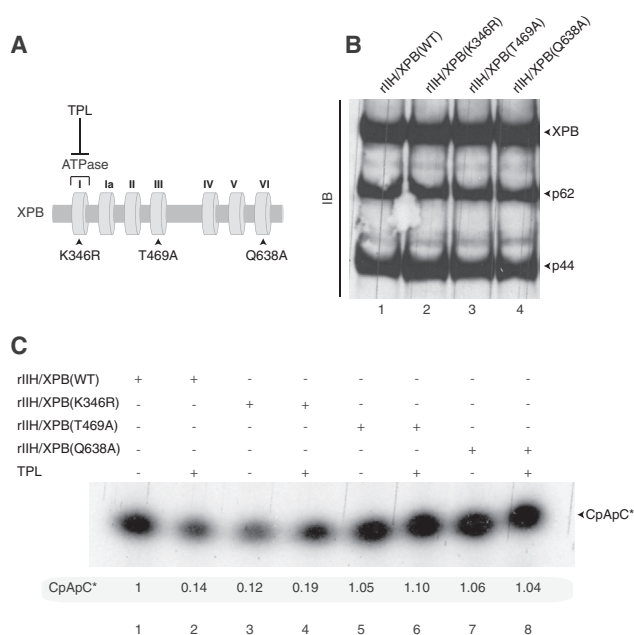 A
TPL
ATPase
I Ia II III IV V VI
XPB
K346R T469A Q638A
B
rIIH/XPB(WT)
rIIH/XPB(K346R)
rIIH/XPB(T469A)
rIIH/XPB(Q638A)
IB
XPB
p62
p44
1 2 3 4
C
rIIH/XPB(WT) + + - - - - - -
rIIH/XPB(K346R) - - + + - - - -
rIIH/XPB(T469A) - - - - + + - -
rIIH/XPB(Q638A) - - - - - - + +
TPL - + - + - + - +
CpApC*
CpApC* 1 0.14 0.12 0.19 1.05 1.10 1.06 1.04
1 2 3 4 5 6 7 8